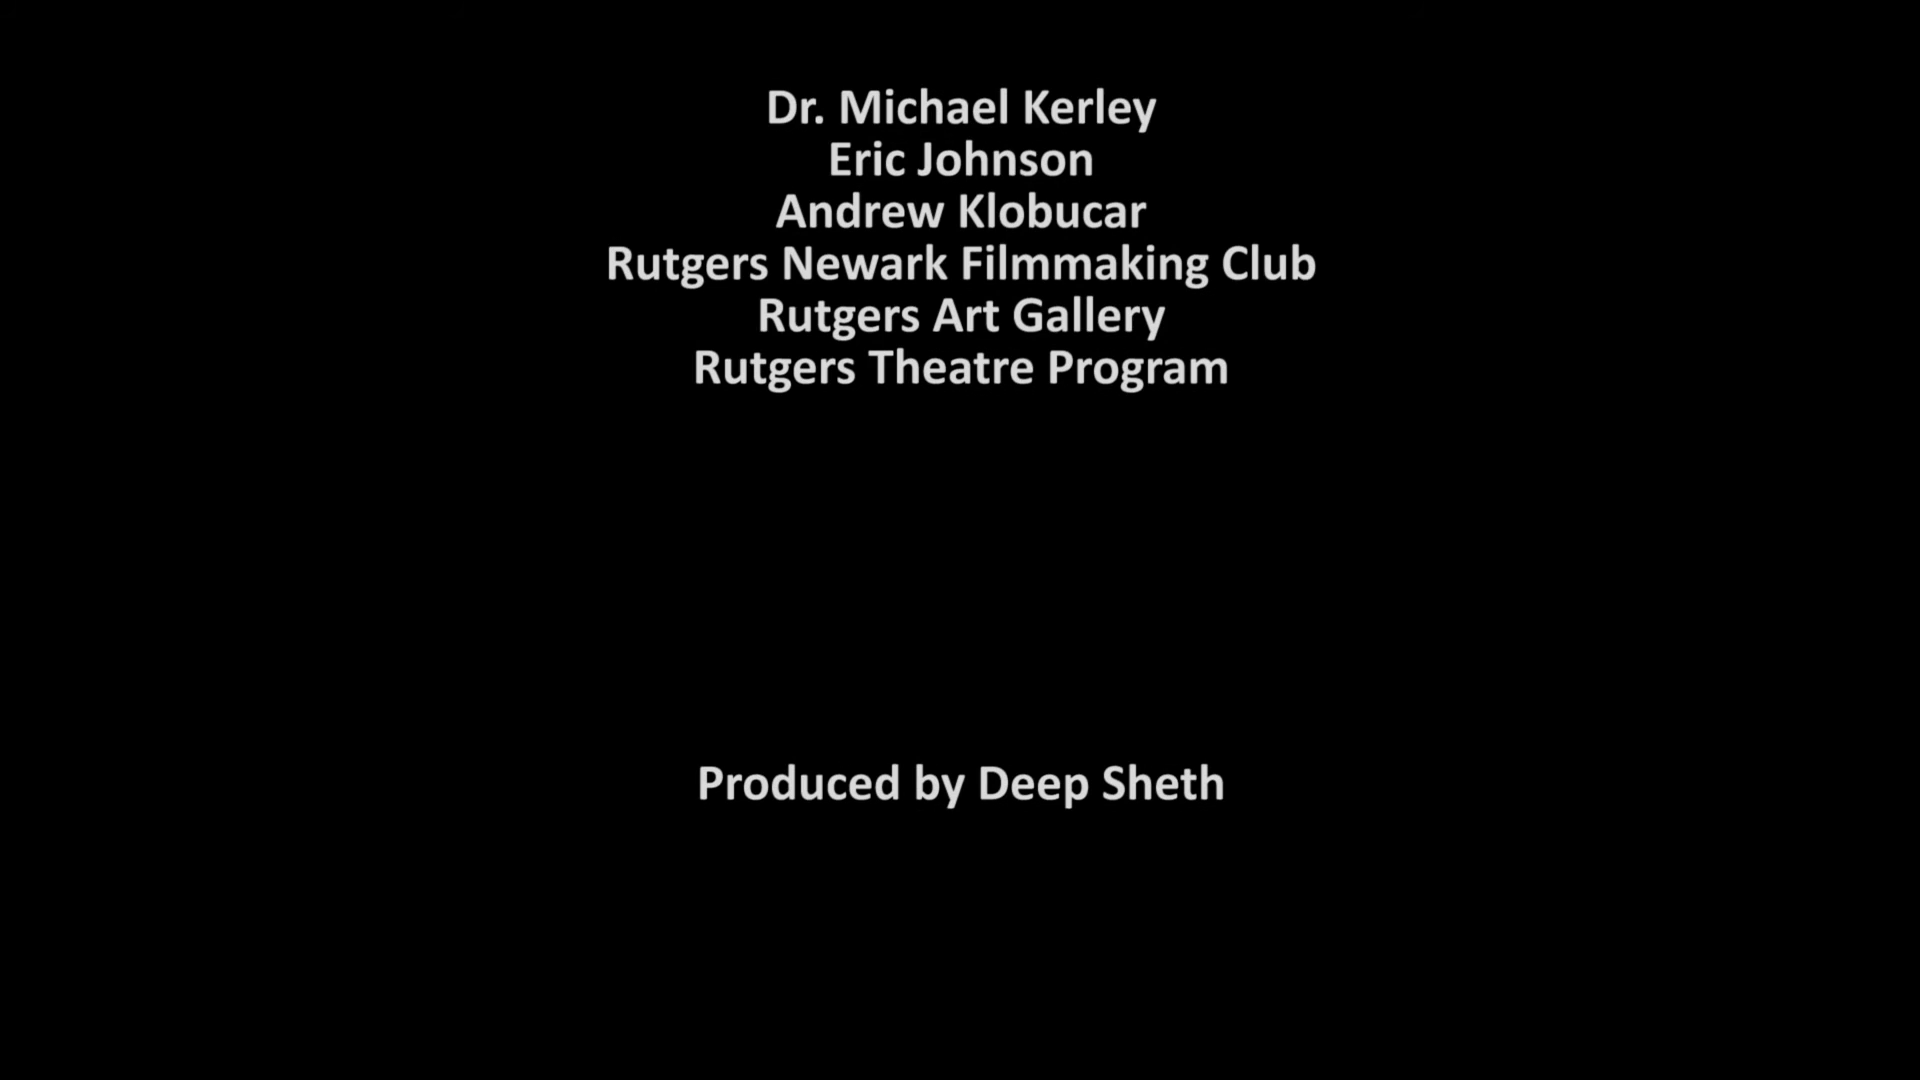 Dr. Michael Kerley
Eric Johnson
Andrew Klobucar
Rutgers Newark Filmmaking Club
Rutgers Art Gallery
Rutgers Theatre Program
Produced by Deep Sheth